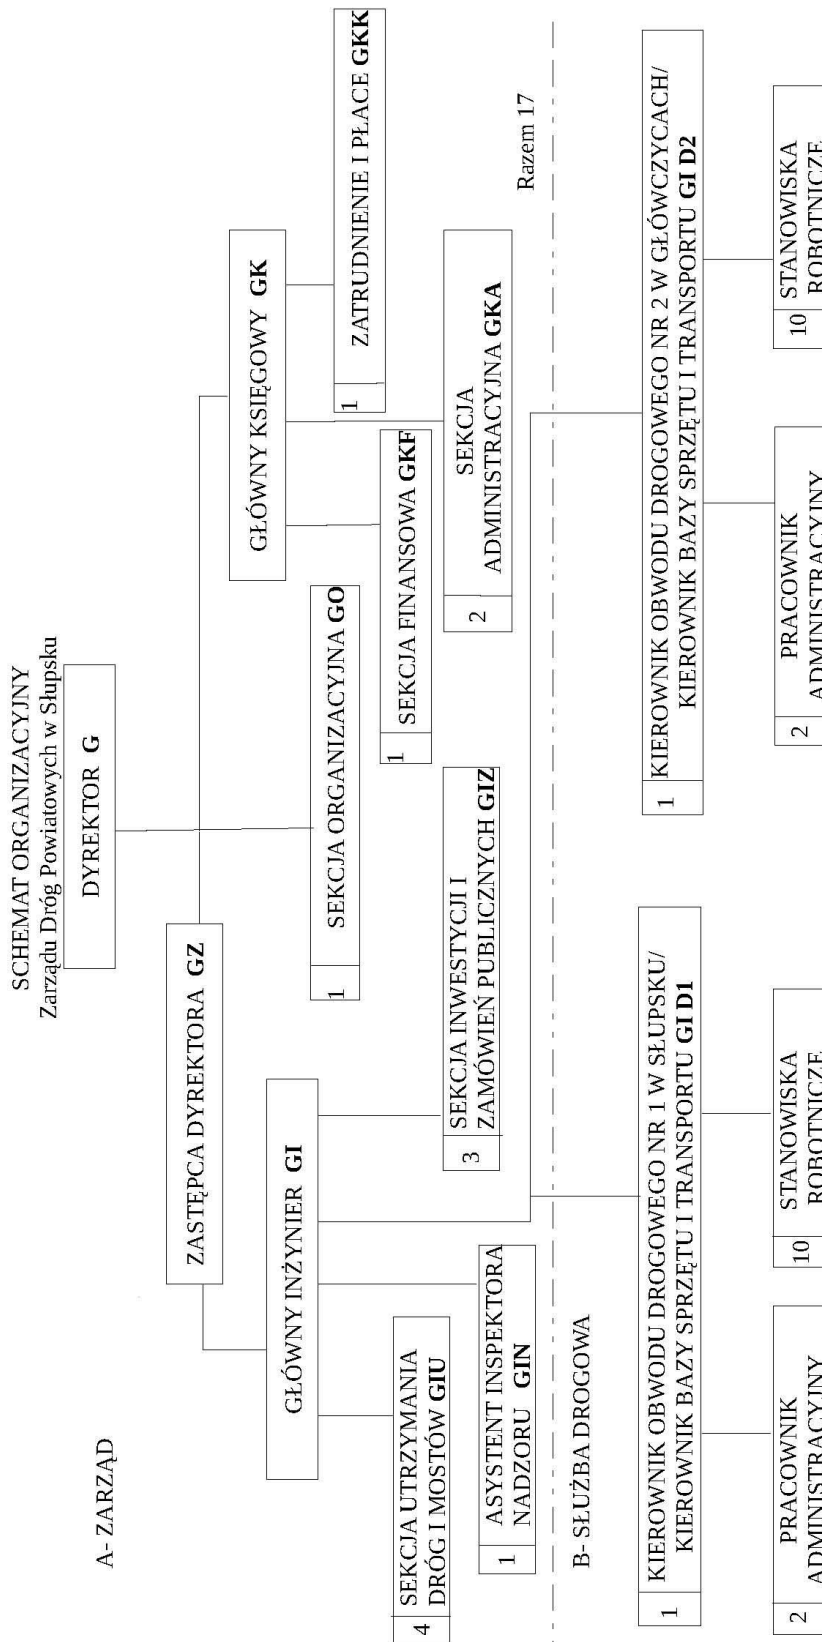 SCHEMAT ORGANIZACYJNY
Zarządu Dróg Powiatowych w Słupsku
DYREKTOR G
A- ZARZĄD
ZASTĘPCA DYREKTORA GZ
GŁÓWNY KSIĘGOWY GK
GŁÓWNY INŻYNIER GI
1 SEKCJA ORGANIZACYJNA GO
1 ZATRUDNIENIE I PŁACE GKK
1 SEKCJA FINANSOWA GKF
4 SEKCJA UTRZYMANIA
DRÓG I MOSTÓW GIU
3 SEKCJA INWESTYCJI I
ZAMÓWIEŃ PUBLICZNYCH GIZ
2 SEKCJA
ADMINISTRACYJNA GKA
1 ASYSTENT INSPEKTORA
NADZORU GIN
Razem 17
B- SŁUŻBA DROGOWA
1 KIEROWNIK OBWODU DROGOWEGO NR 1 W SŁUPSKU/
KIEROWNIK BAZY SPRZĘTU I TRANSPORTU GI D1
1 KIEROWNIK OBWODU DROGOWEGO NR 2 W GŁÓWCZYCACH/
KIEROWNIK BAZY SPRZĘTU I TRANSPORTU GI D2
2 PRACOWNIK
ADMINISTRACYJNY
10 STANOWISKA
ROBOTNICZE
2 PRACOWNIK
ADMINISTRACYJNY
10 STANOWISKA
ROBOTNICZE